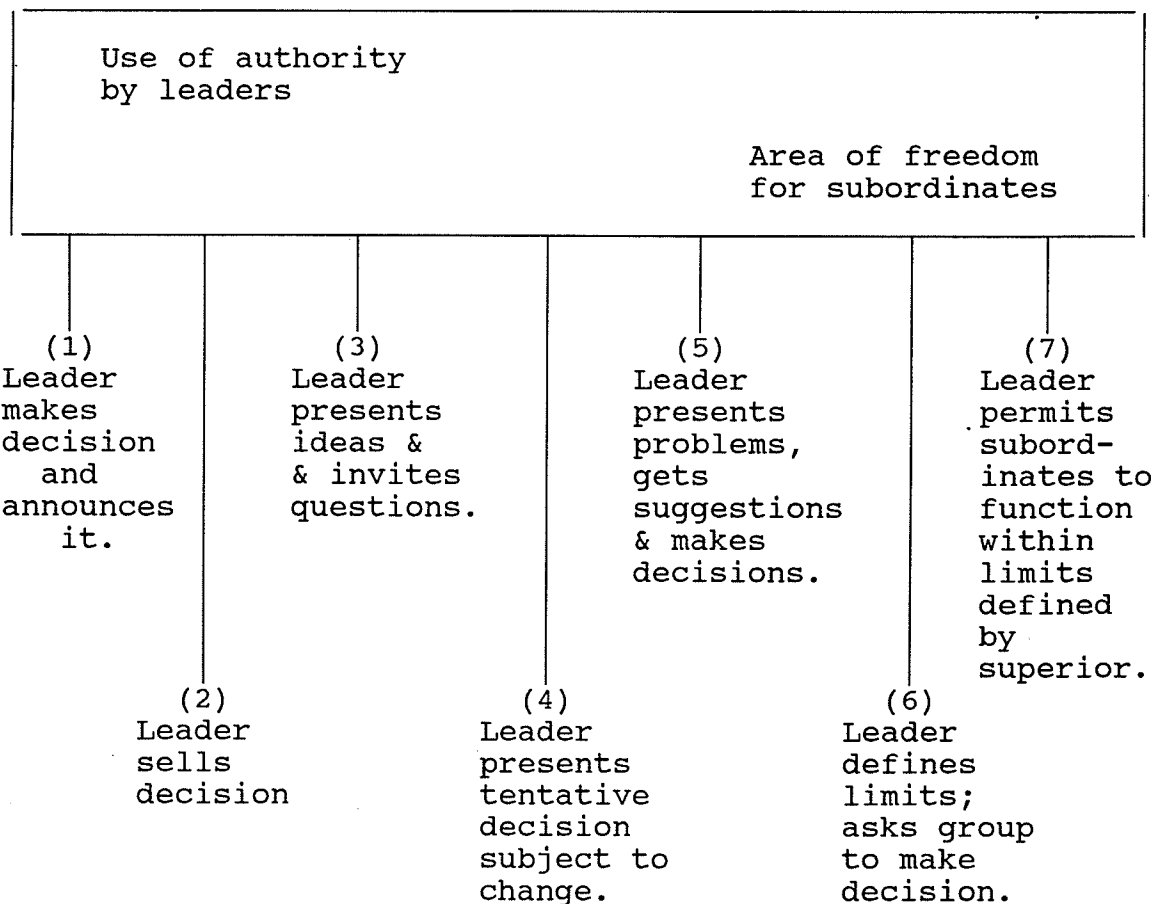 Use of authority
by leaders
Area of freedom
for subordinates
(1)
Leader
makes
decision
and
announces
it.
(2)
Leader
sells
decision
(3)
Leader
presents
ideas &
& invites
questions.
(4)
Leader
presents
tentative
decision
subject to
change.
(5)
Leader
presents
problems,
gets
suggestions
& makes
decisions.
(6)
Leader
defines
limits;
asks group
to make
decision.
(7)
Leader
permits
subord-
inates to
function
within
limits
defined
by
superior.